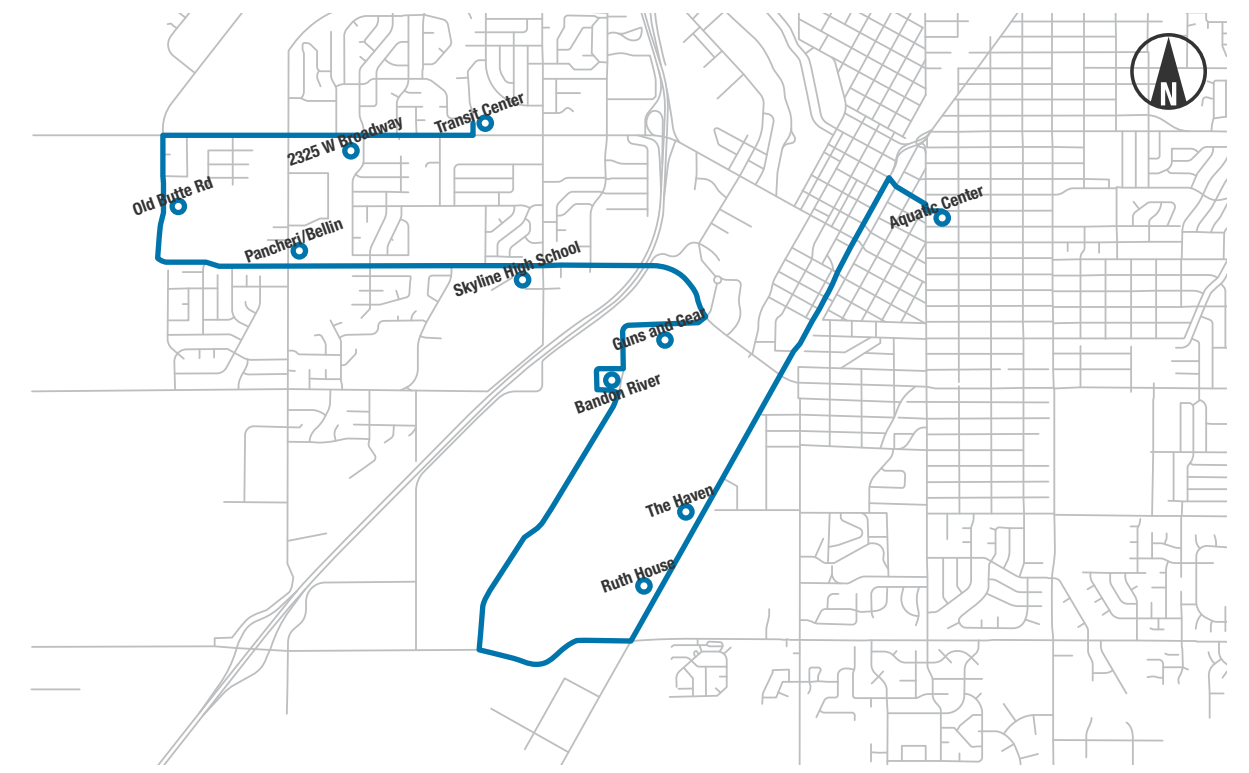 N
Transit Center
2325 W Broadway
Old Butte Rd
Aquatic Center
Pancheri/Bellin
Skyline High School
Guns and Gear
Bandon River
The Haven
Ruth House